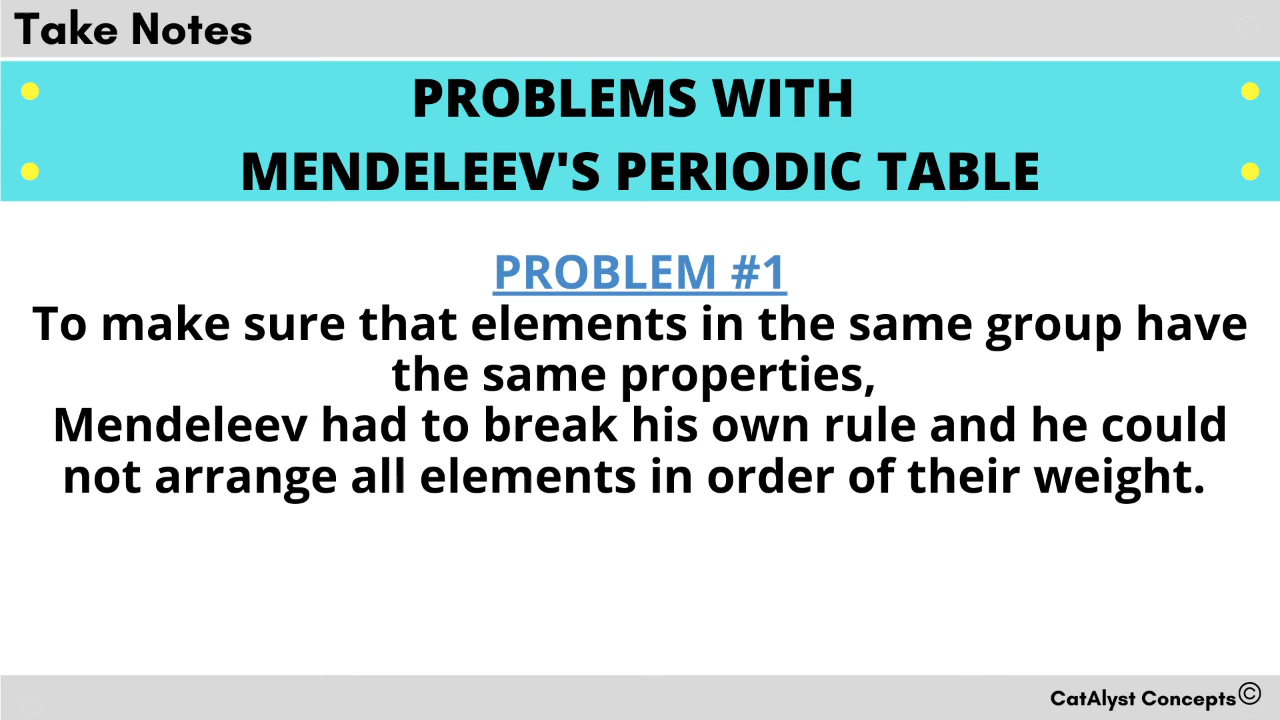 Take Notes
PROBLEMS WITH
MENDELEEV'S PERIODIC TABLE
PROBLEM #1
To make sure that elements in the same group have
the same properties,
Mendeleev had to break his own rule and he could
not arrange all elements in order of their weight.
CatAlyst Concepts©